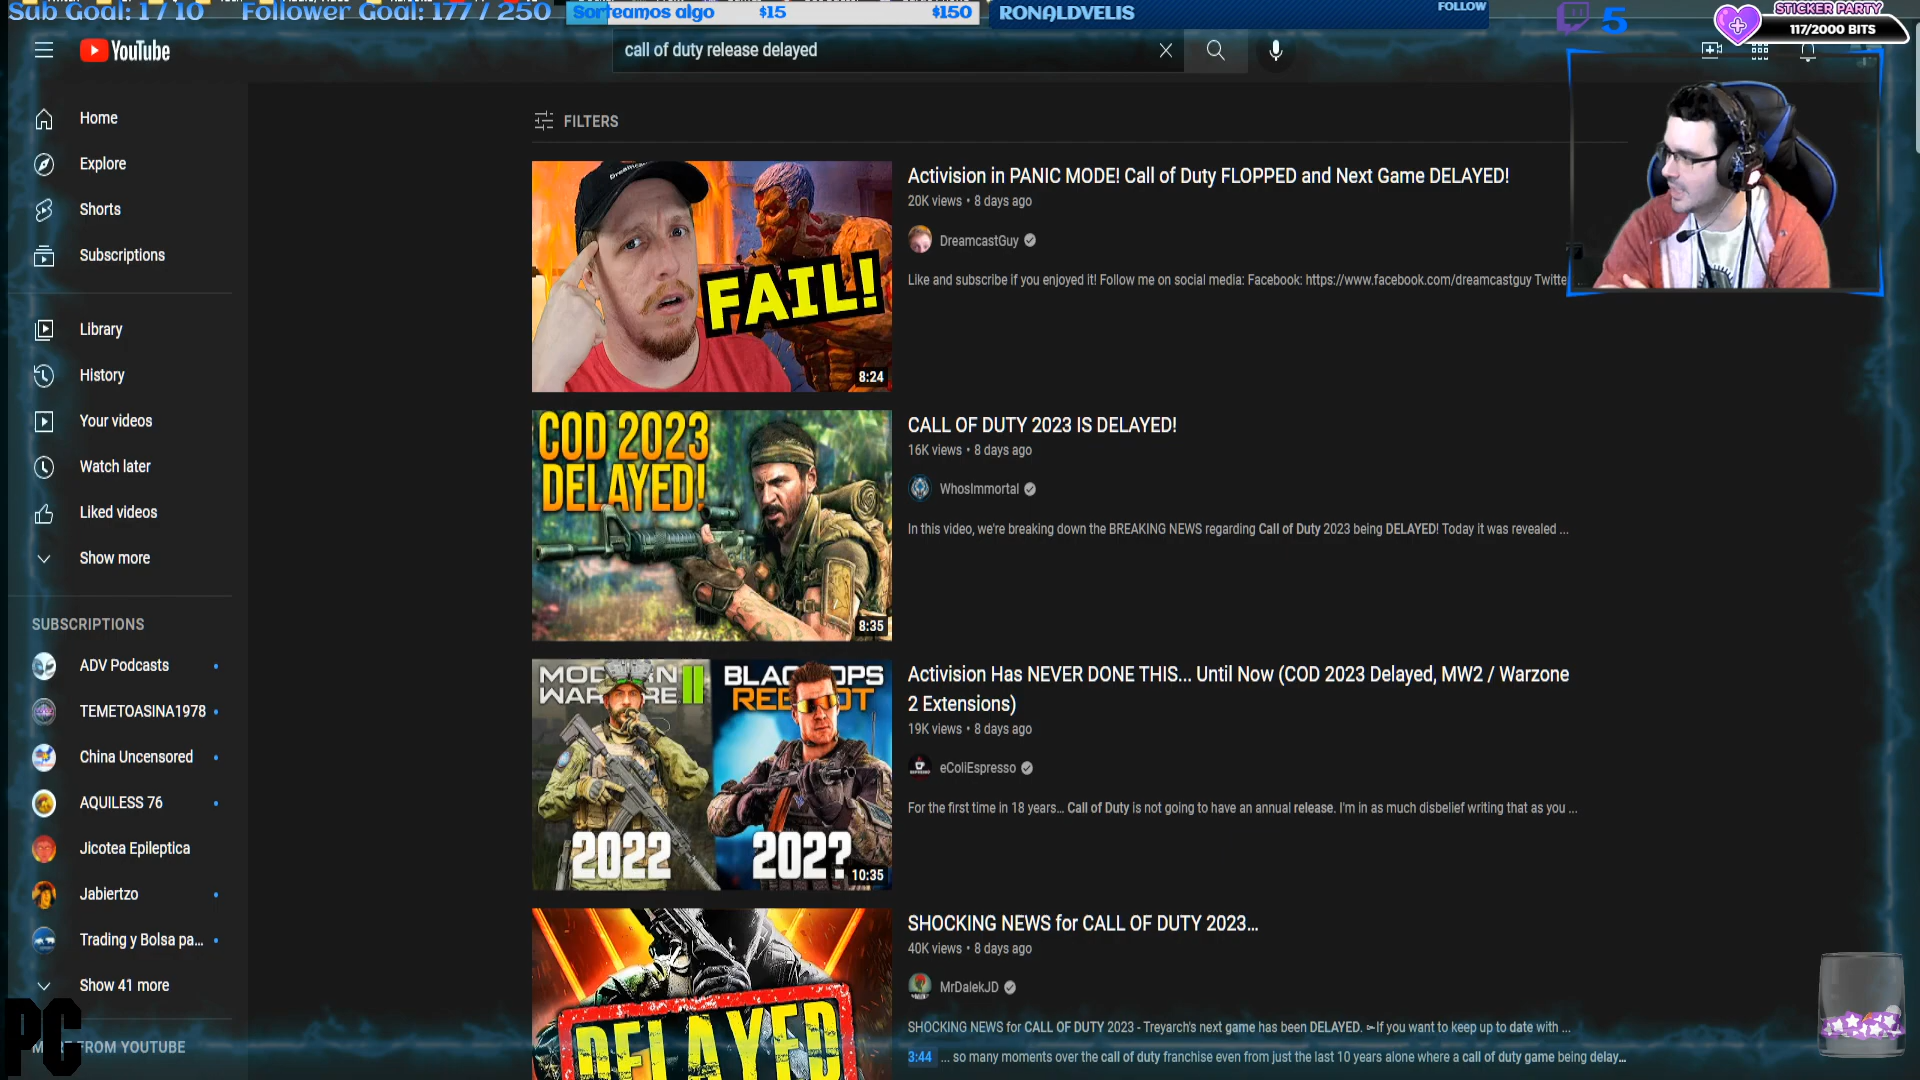 Sub Goal: 1 / 10
Follower Goal: 177 / 250
Sorteamos algo
$15
$150
RONALDVELIS
FOLLOW
5
STICKER PARTY
117/2000 BITS
YouTube
call of duty release delayed
Home
Explore
Shorts
Subscriptions
Library
History
Your videos
Watch later
Liked videos
Show more
SUBSCRIPTIONS
ADV Podcasts
TEMETOASINA1978
China Uncensored
AQUILESS 76
Jicotea Epileptica
Jabiertzo
Trading y Bolsa pa...
Show 41 more
FROM YOUTUBE
PC
FILTERS
FAIL!
8:24
Activision in PANIC MODE! Call of Duty FLOPPED and Next Game DELAYED!
20K views • 8 days ago
DreamcastGuy
Like and subscribe if you enjoyed it! Follow me on social media: Facebook: https://www.facebook.com/dreamcastguy Twitte
COD 2023
DELAYED!
8:35
CALL OF DUTY 2023 IS DELAYED!
16K views • 8 days ago
WhosImmortal
In this video, we're breaking down the BREAKING NEWS regarding Call of Duty 2023 being DELAYED! Today it was revealed ...
2022
202?
10:35
Activision Has NEVER DONE THIS... Until Now (COD 2023 Delayed, MW2 / Warzone
2 Extensions)
19K views • 8 days ago
eColiEspresso
For the first time in 18 years... Call of Duty is not going to have an annual release. I'm in as much disbelief writing that as you ...
DELAYED
SHOCKING NEWS for CALL OF DUTY 2023...
40K views • 8 days ago
MrDalekJD
SHOCKING NEWS for CALL OF DUTY 2023 - Treyarch's next game has been DELAYED. ➳If you want to keep up to date with ...
3:44 ... so many moments over the call of duty franchise even from just the last 10 years alone where a call of duty game being delay...